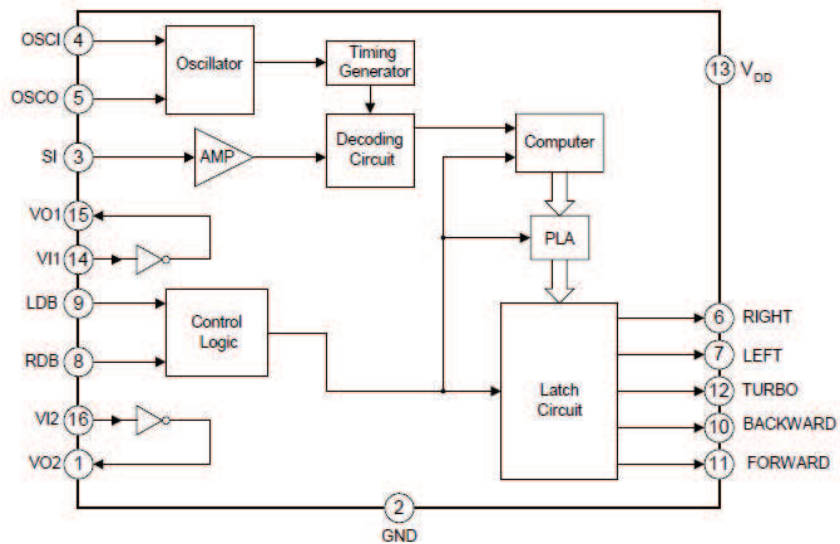 OSCI 4
Oscillator
Timing
Generator
13 VDD
OSCO 5
SI 3
AMP
Decoding
Circuit
Computer
VO1 15
PLA
VI1 14
LDB 9
Control
Logic
RDB 8
6 RIGHT
7 LEFT
Latch
Circuit
12 TURBO
VI2 16
10 BACKWARD
VO2 1
11 FORWARD
2
GND